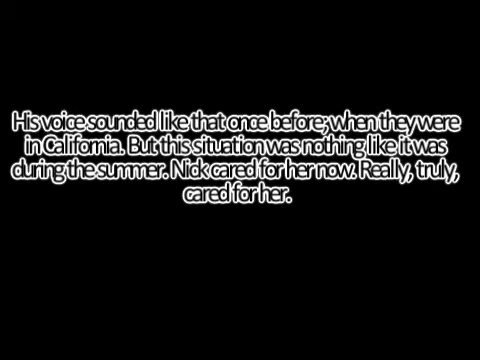 His voice sounded like that once before; when they were
in California. But this situation was nothing like it was
during the summer. Nick cared for her now. Really, truly,
cared for her.